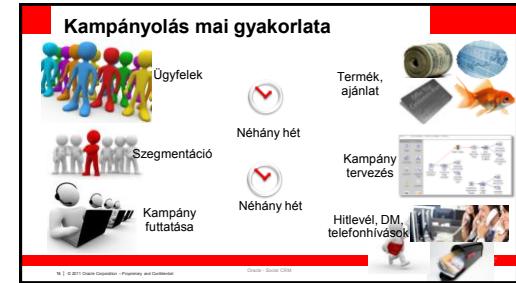 Kampányolás mai gyakorlata
Ügyfelek
Termék,
ajánlat
Néhány hét
Szegmentáció
Kampány
tervezés
Néhány hét
Kampány
futtatása
Hitlevél, DM,
telefonhívások
16 | © 2011 Oracle Corporation – Proprietary and Confidential
Oracle - Social CRM